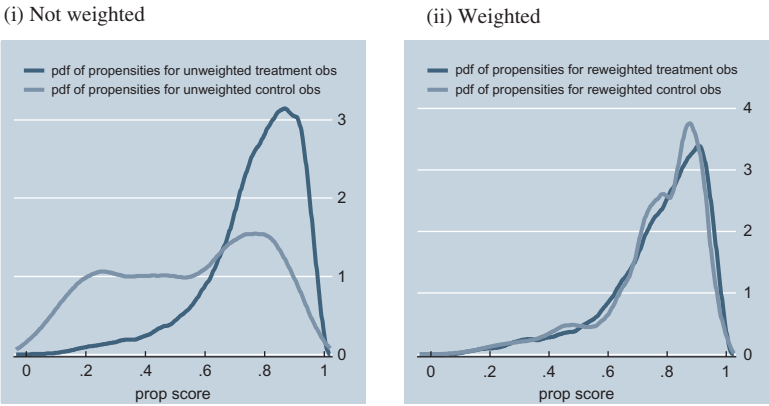 (i) Not weighted
pdf of propensities for unweighted treatment obs
pdf of propensities for unweighted control obs
3
2
1
0
0 .2 .4 .6 .8 1
prop score
(ii) Weighted
pdf of propensities for reweighted treatment obs
pdf of propensities for reweighted control obs
4
3
2
1
0
0 .2 .4 .6 .8 1
prop score